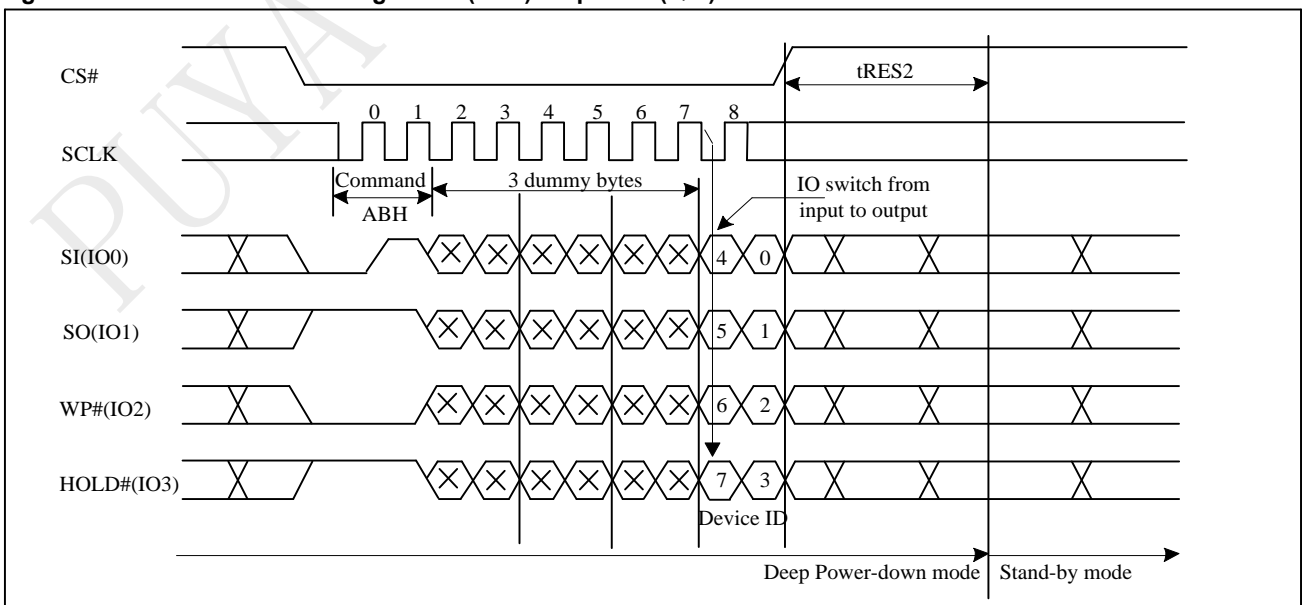 CS#
tRES2
0 1 2 3 4 5 6 7 8
SCLK
Command
3 dummy bytes
IO switch from
input to output
ABH
SI(IO0)
4 0
SO(IO1)
5 1
WP#(IO2)
6 2
HOLD#(IO3)
7 3
Device ID
Deep Power-down mode
Stand-by mode
PUYA